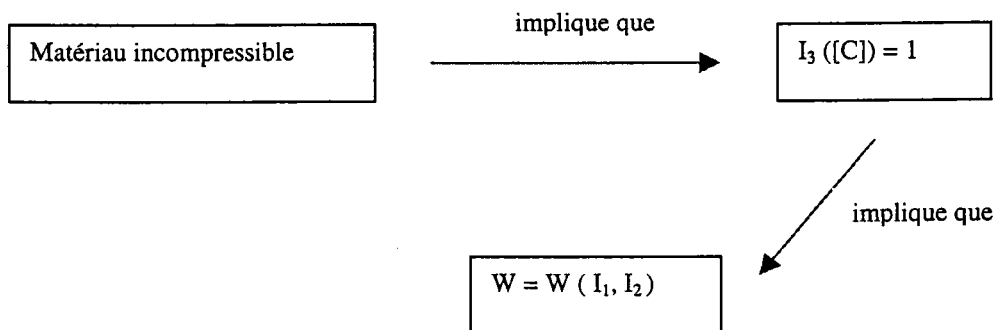 implique que
Matériau incompressible
I₃ ([C]) = 1
implique que
W = W ( I₁, I₂)